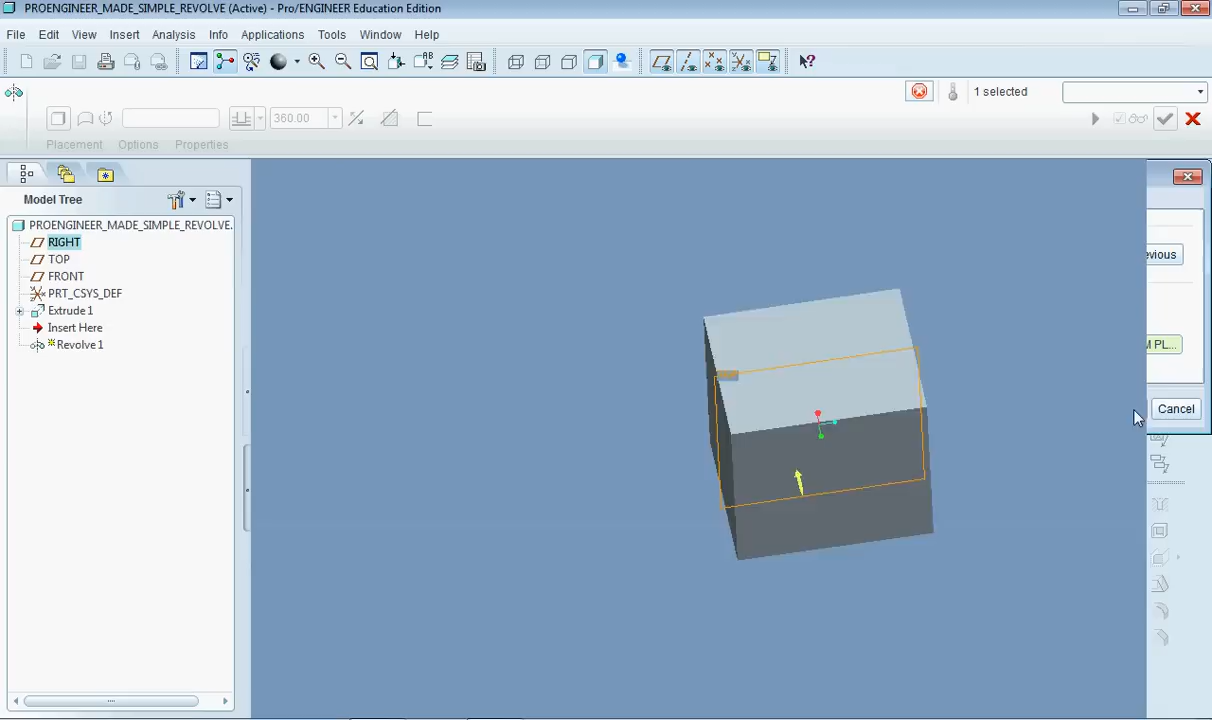 PROENGINEER_MADE_SIMPLE_REVOLVE (Active) - Pro/ENGINEER Education Edition
File Edit View Insert Analysis Info Applications Tools Window Help
1 selected
360.00
Placement Options Properties
Model Tree
PROENGINEER_MADE_SIMPLE_REVOLVE.
RIGHT
TOP
FRONT
PRT_CSYS_DEF
Extrude 1
Insert Here
Revolve 1
evious
M PL...
Cancel